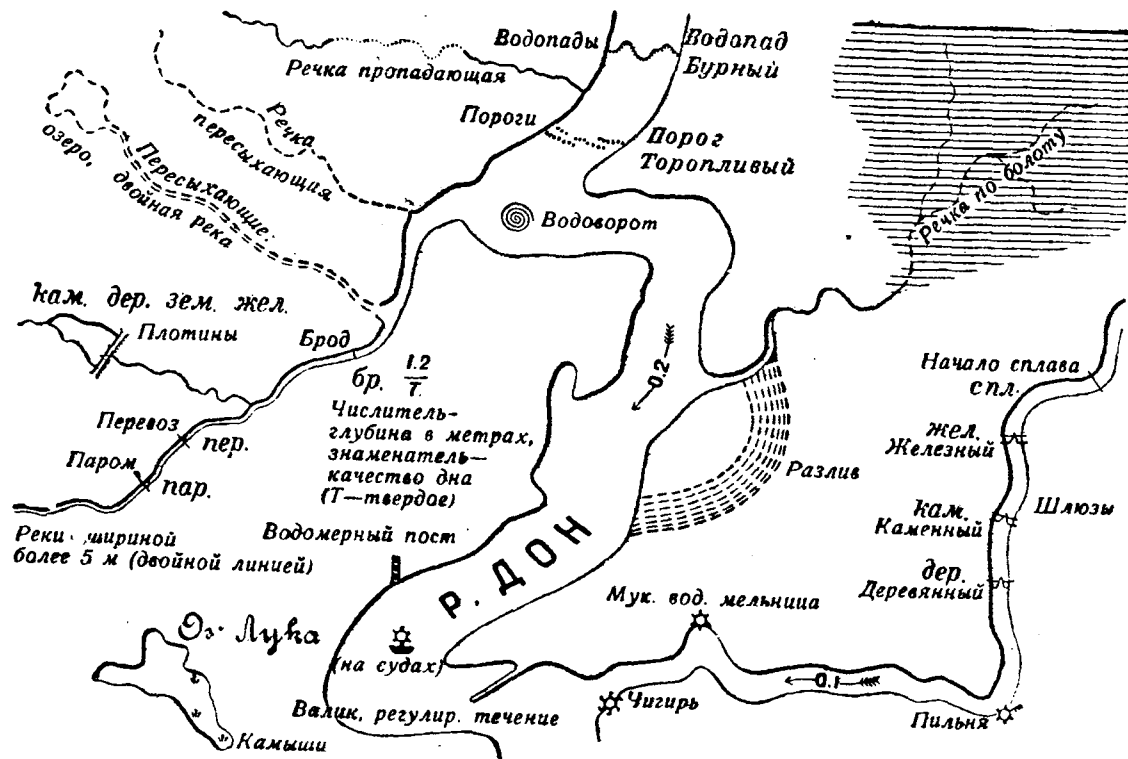 Водопады
Водопад
Бурный
Речка пропадающая
Речка
пересыхающия
Пороги
Порог
Торопливый
Пересыхающие:
озеро, двойная река
Водоворот
Речка по болоту
кам. дер. зем. жел.
Плотины
Брод
бр. 1.2
Т.
Числитель-
глубина в метрах,
знаменатель—
качество дна
(Т—твердое)
0.2
Начало сплава
спл.
жел.
Железный
Перевоз
пер.
Паром
пар.
Разлив
кам.
Каменный
Шлюзы
Реки шириной
более 5 м (двойной линией)
Водомерный пост
Р. ДОН
дер.
Деревянный
Мук. вод. мельница
Оз. Лука
(на судах)
0.1
Валик, регулир. течение
Чигирь
Пильня
Камыши